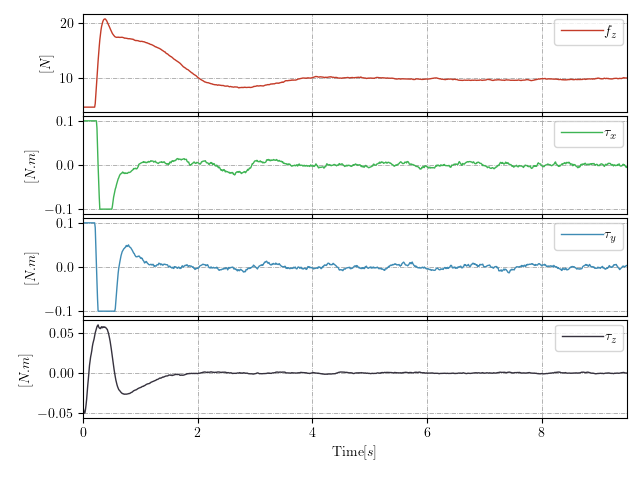 20
10
[N]
f_z
0.1
0.0
−0.1
[N.m]
τ_x
0.1
0.0
−0.1
[N.m]
τ_y
0.05
0.00
−0.05
[N.m]
τ_z
0 2 4 6 8
Time[s]